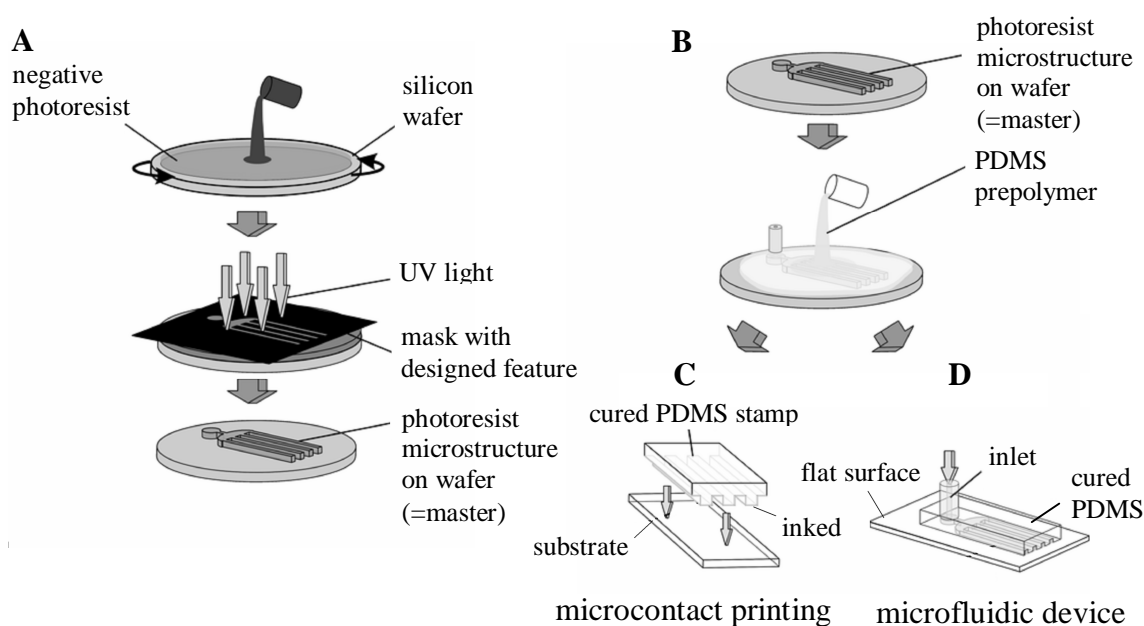 A
negative
photoresist
silicon
wafer
UV light
mask with
designed feature
photoresist
microstructure
on wafer
(=master)
B
photoresist
microstructure
on wafer
(=master)
PDMS
prepolymer
C
cured PDMS stamp
inked
substrate
microcontact printing
D
flat surface
inlet
cured
PDMS
microfluidic device